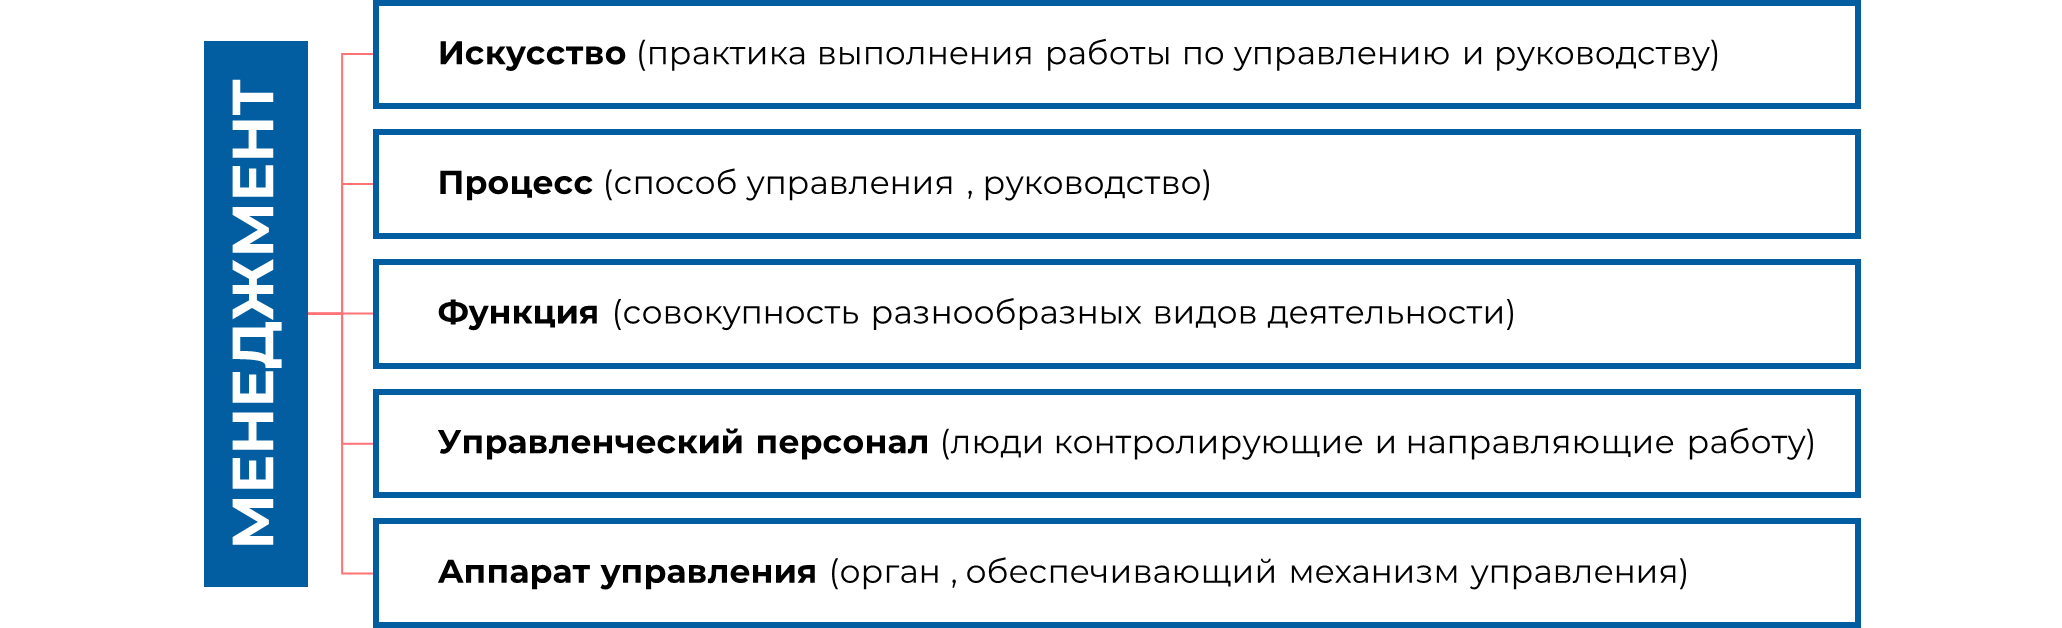 МЕНЕДЖМЕНТ
Искусство (практика выполнения работы по управлению и руководству)
Процесс (способ управления , руководство)
Функция (совокупность разнообразных видов деятельности)
Управленческий персонал (люди контролирующие и направляющие работу)
Аппарат управления (орган , обеспечивающий механизм управления)